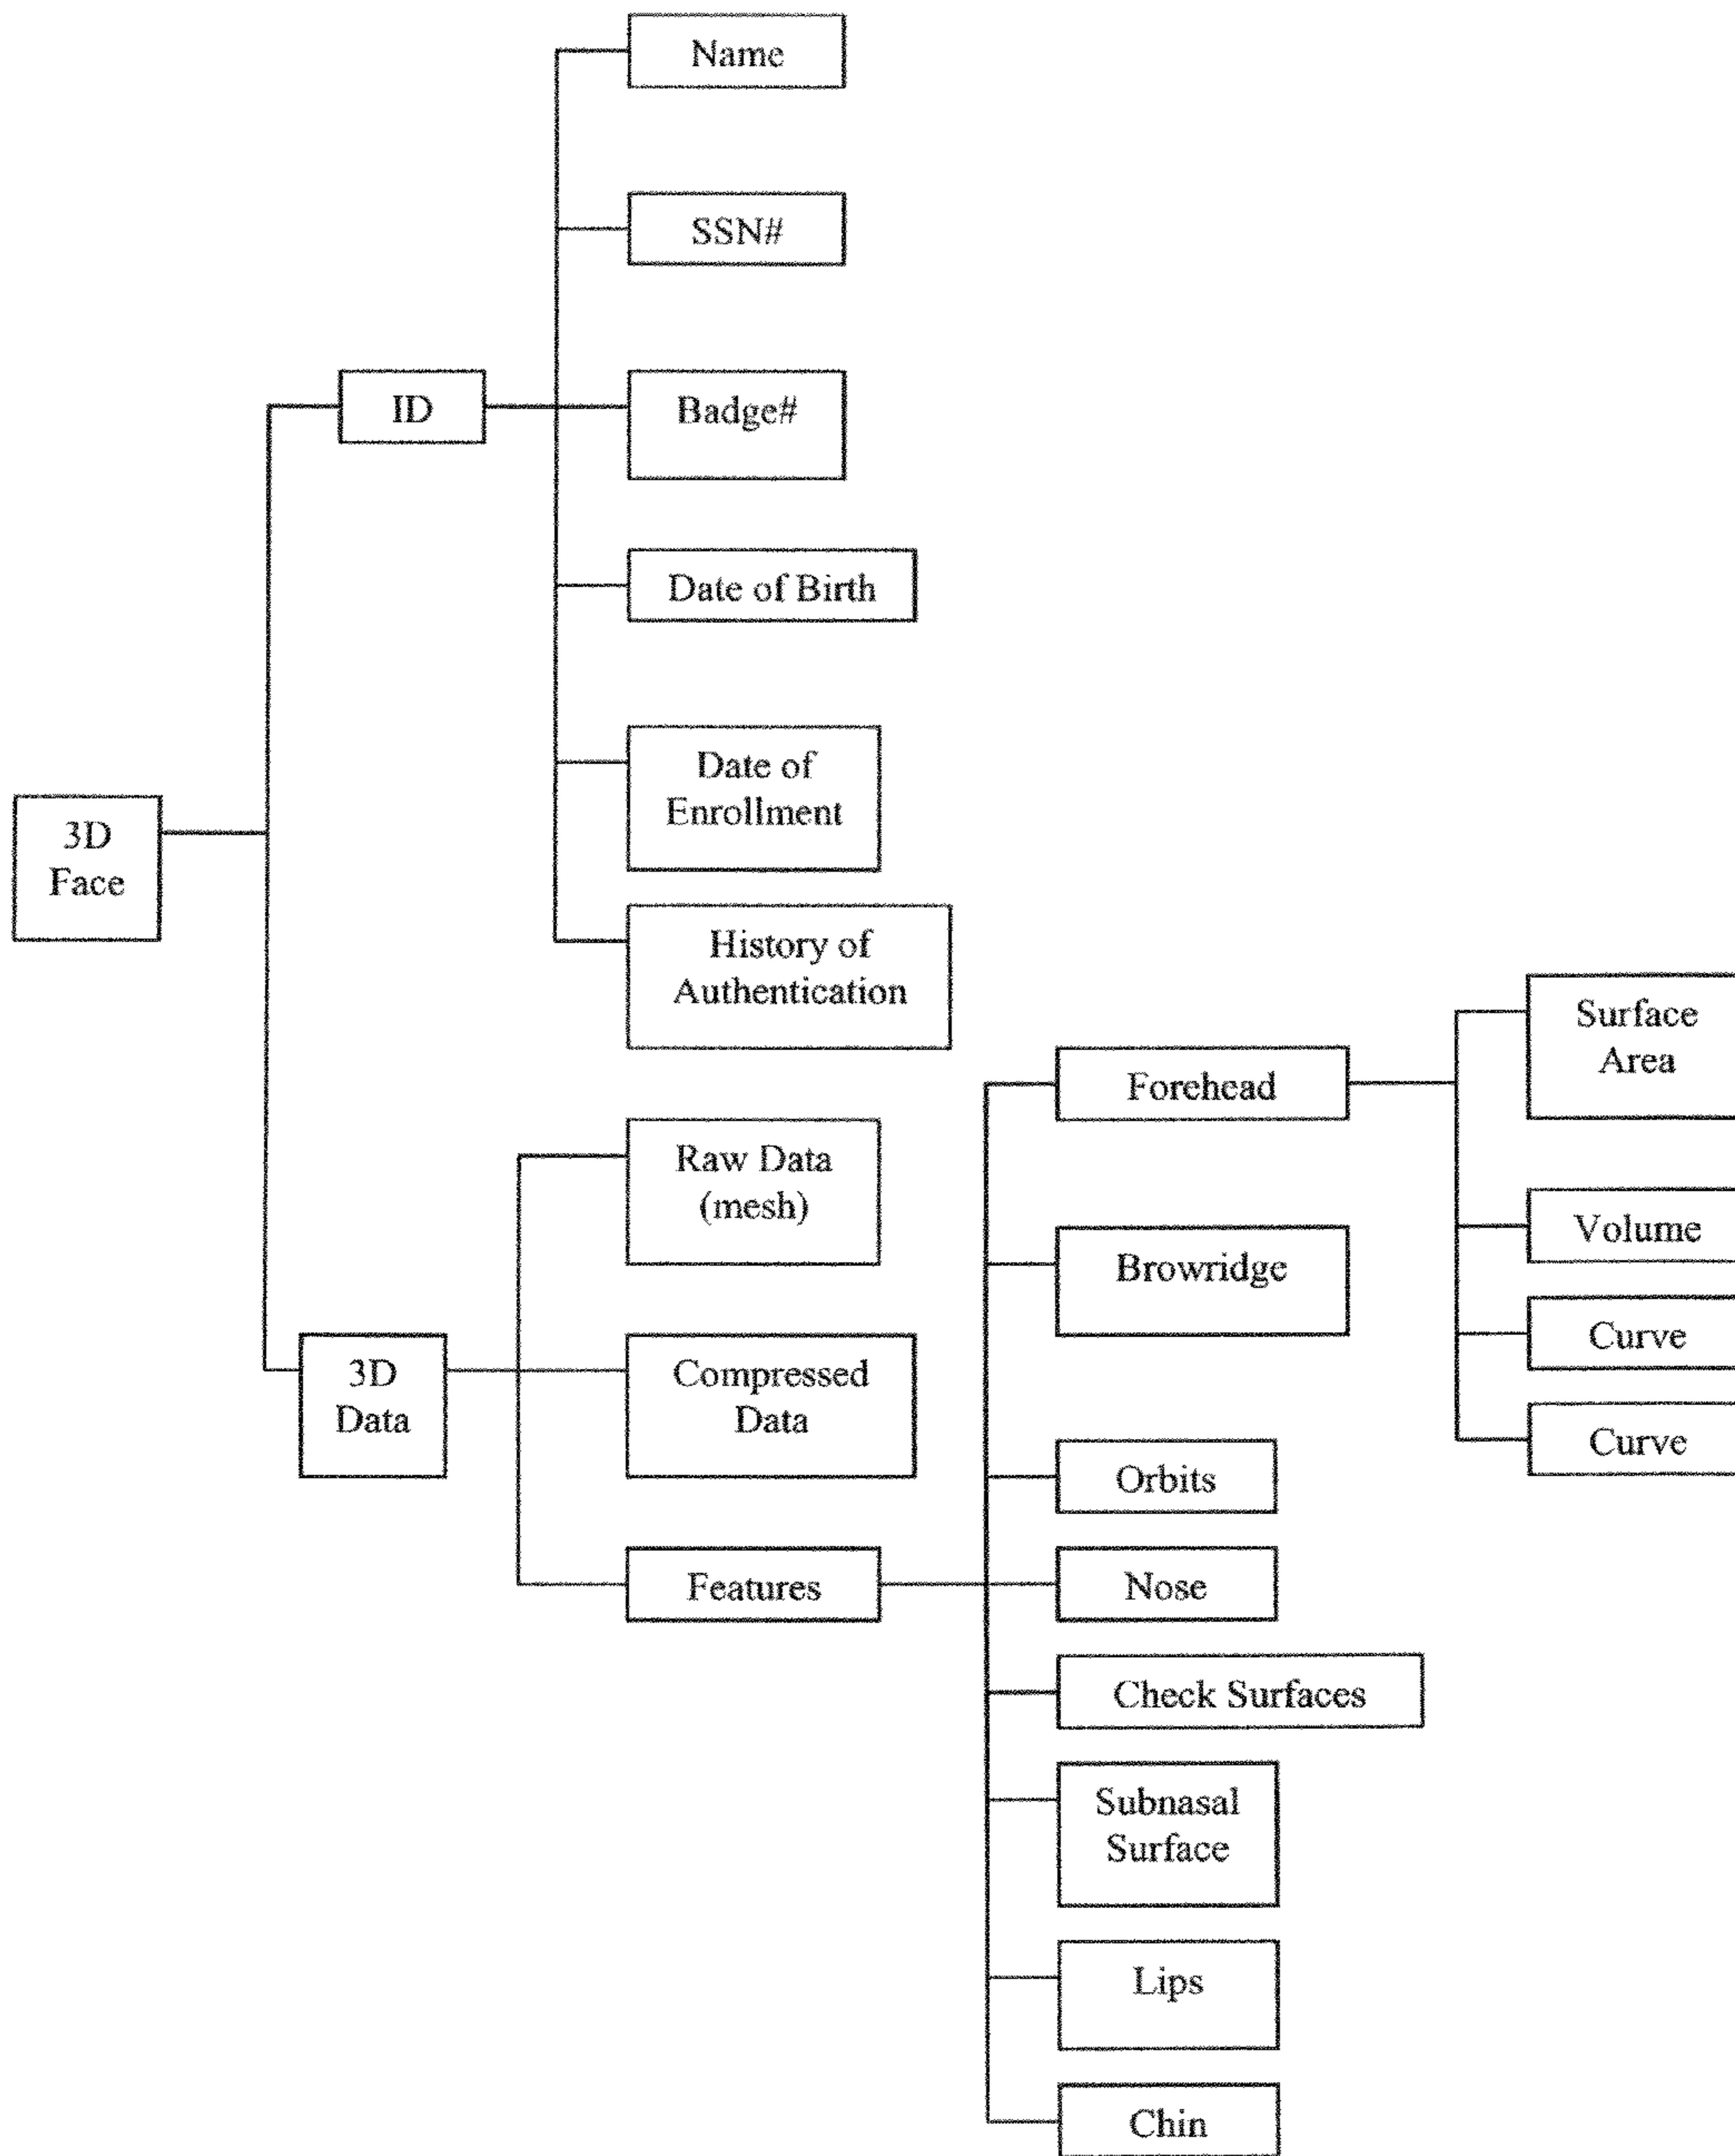 Name
SSN#
ID
Badge#
Date of Birth
Date of
Enrollment
3D
Face
History of
Authentication
Surface
Area
Forehead
Raw Data
(mesh)
Volume
Browridge
Curve
3D
Data
Compressed
Data
Curve
Orbits
Features
Nose
Check Surfaces
Subnasal
Surface
Lips
Chin